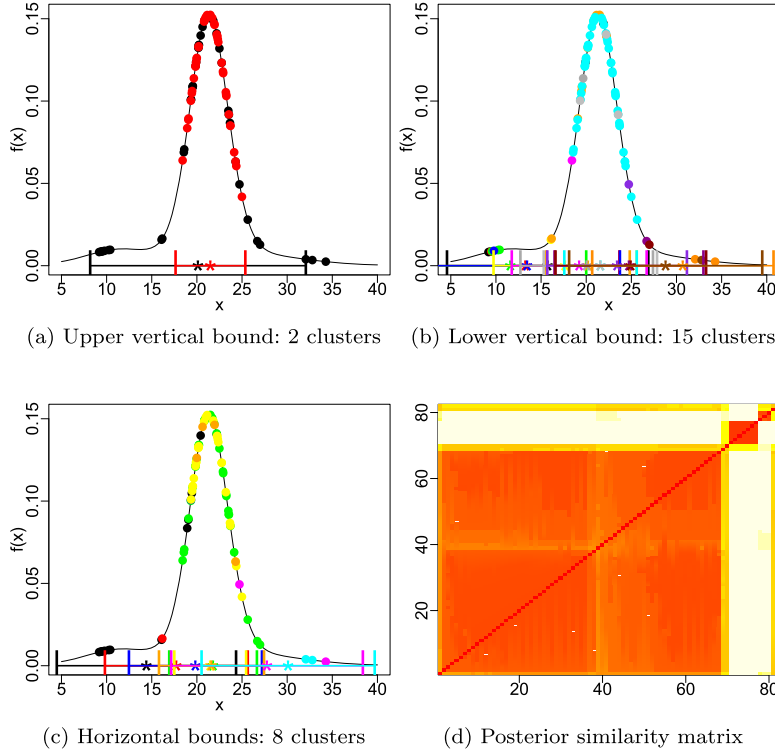 0.15
0.10
0.05
0.00
f(x)
5 10 15 20 25 30 35 40
x
(a) Upper vertical bound: 2 clusters
0.15
0.10
0.05
0.00
f(x)
5 10 15 20 25 30 35 40
x
(b) Lower vertical bound: 15 clusters
0.15
0.10
0.05
0.00
f(x)
5 10 15 20 25 30 35 40
x
(c) Horizontal bounds: 8 clusters
80
60
40
20
20 40 60 80
(d) Posterior similarity matrix